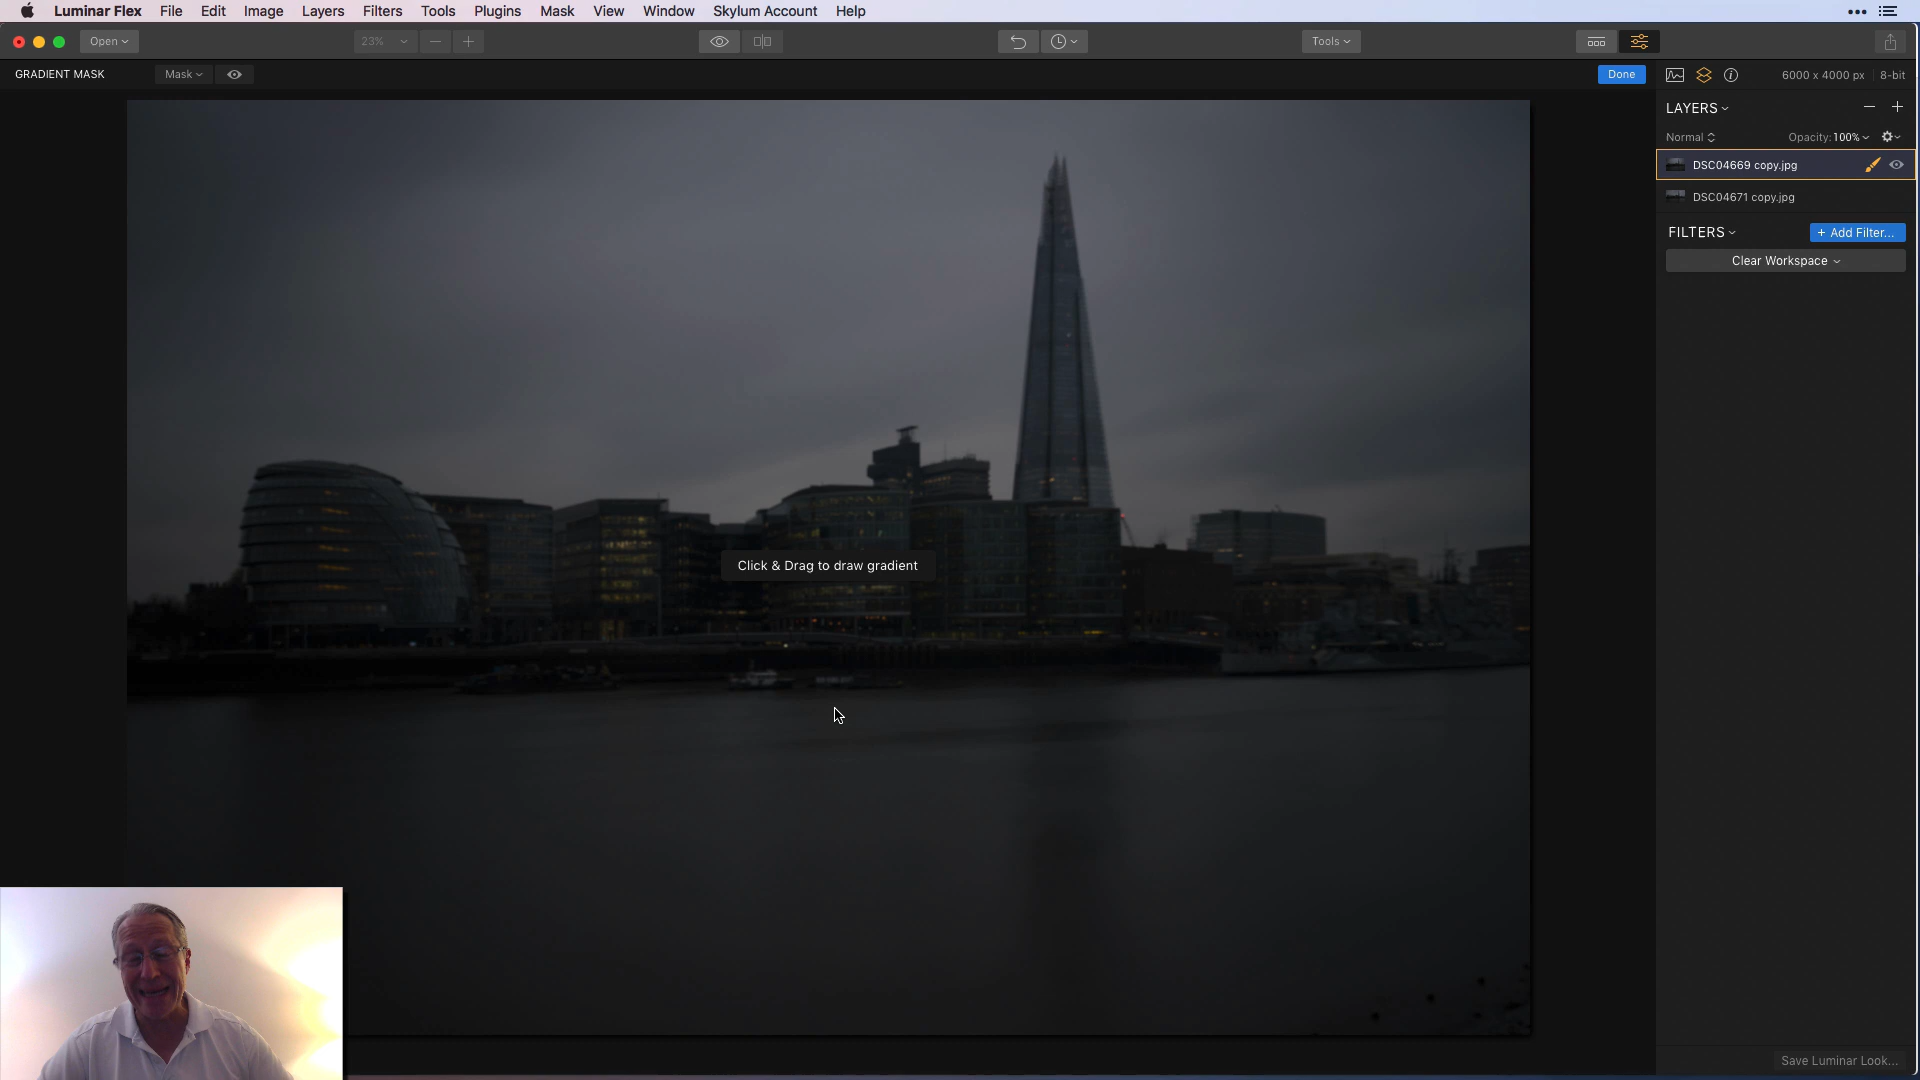 Luminar Flex File Edit Image Layers Filters Tools Plugins Mask View Window Skylum Account Help
Open 23% Tools
GRADIENT MASK Mask Done 6000 x 4000 px 8-bit
LAYERS
Normal Opacity: 100%
DSC04669 copy.jpg
DSC04671 copy.jpg
FILTERS + Add Filter...
Clear Workspace
Click & Drag to draw gradient
Save Luminar Look...